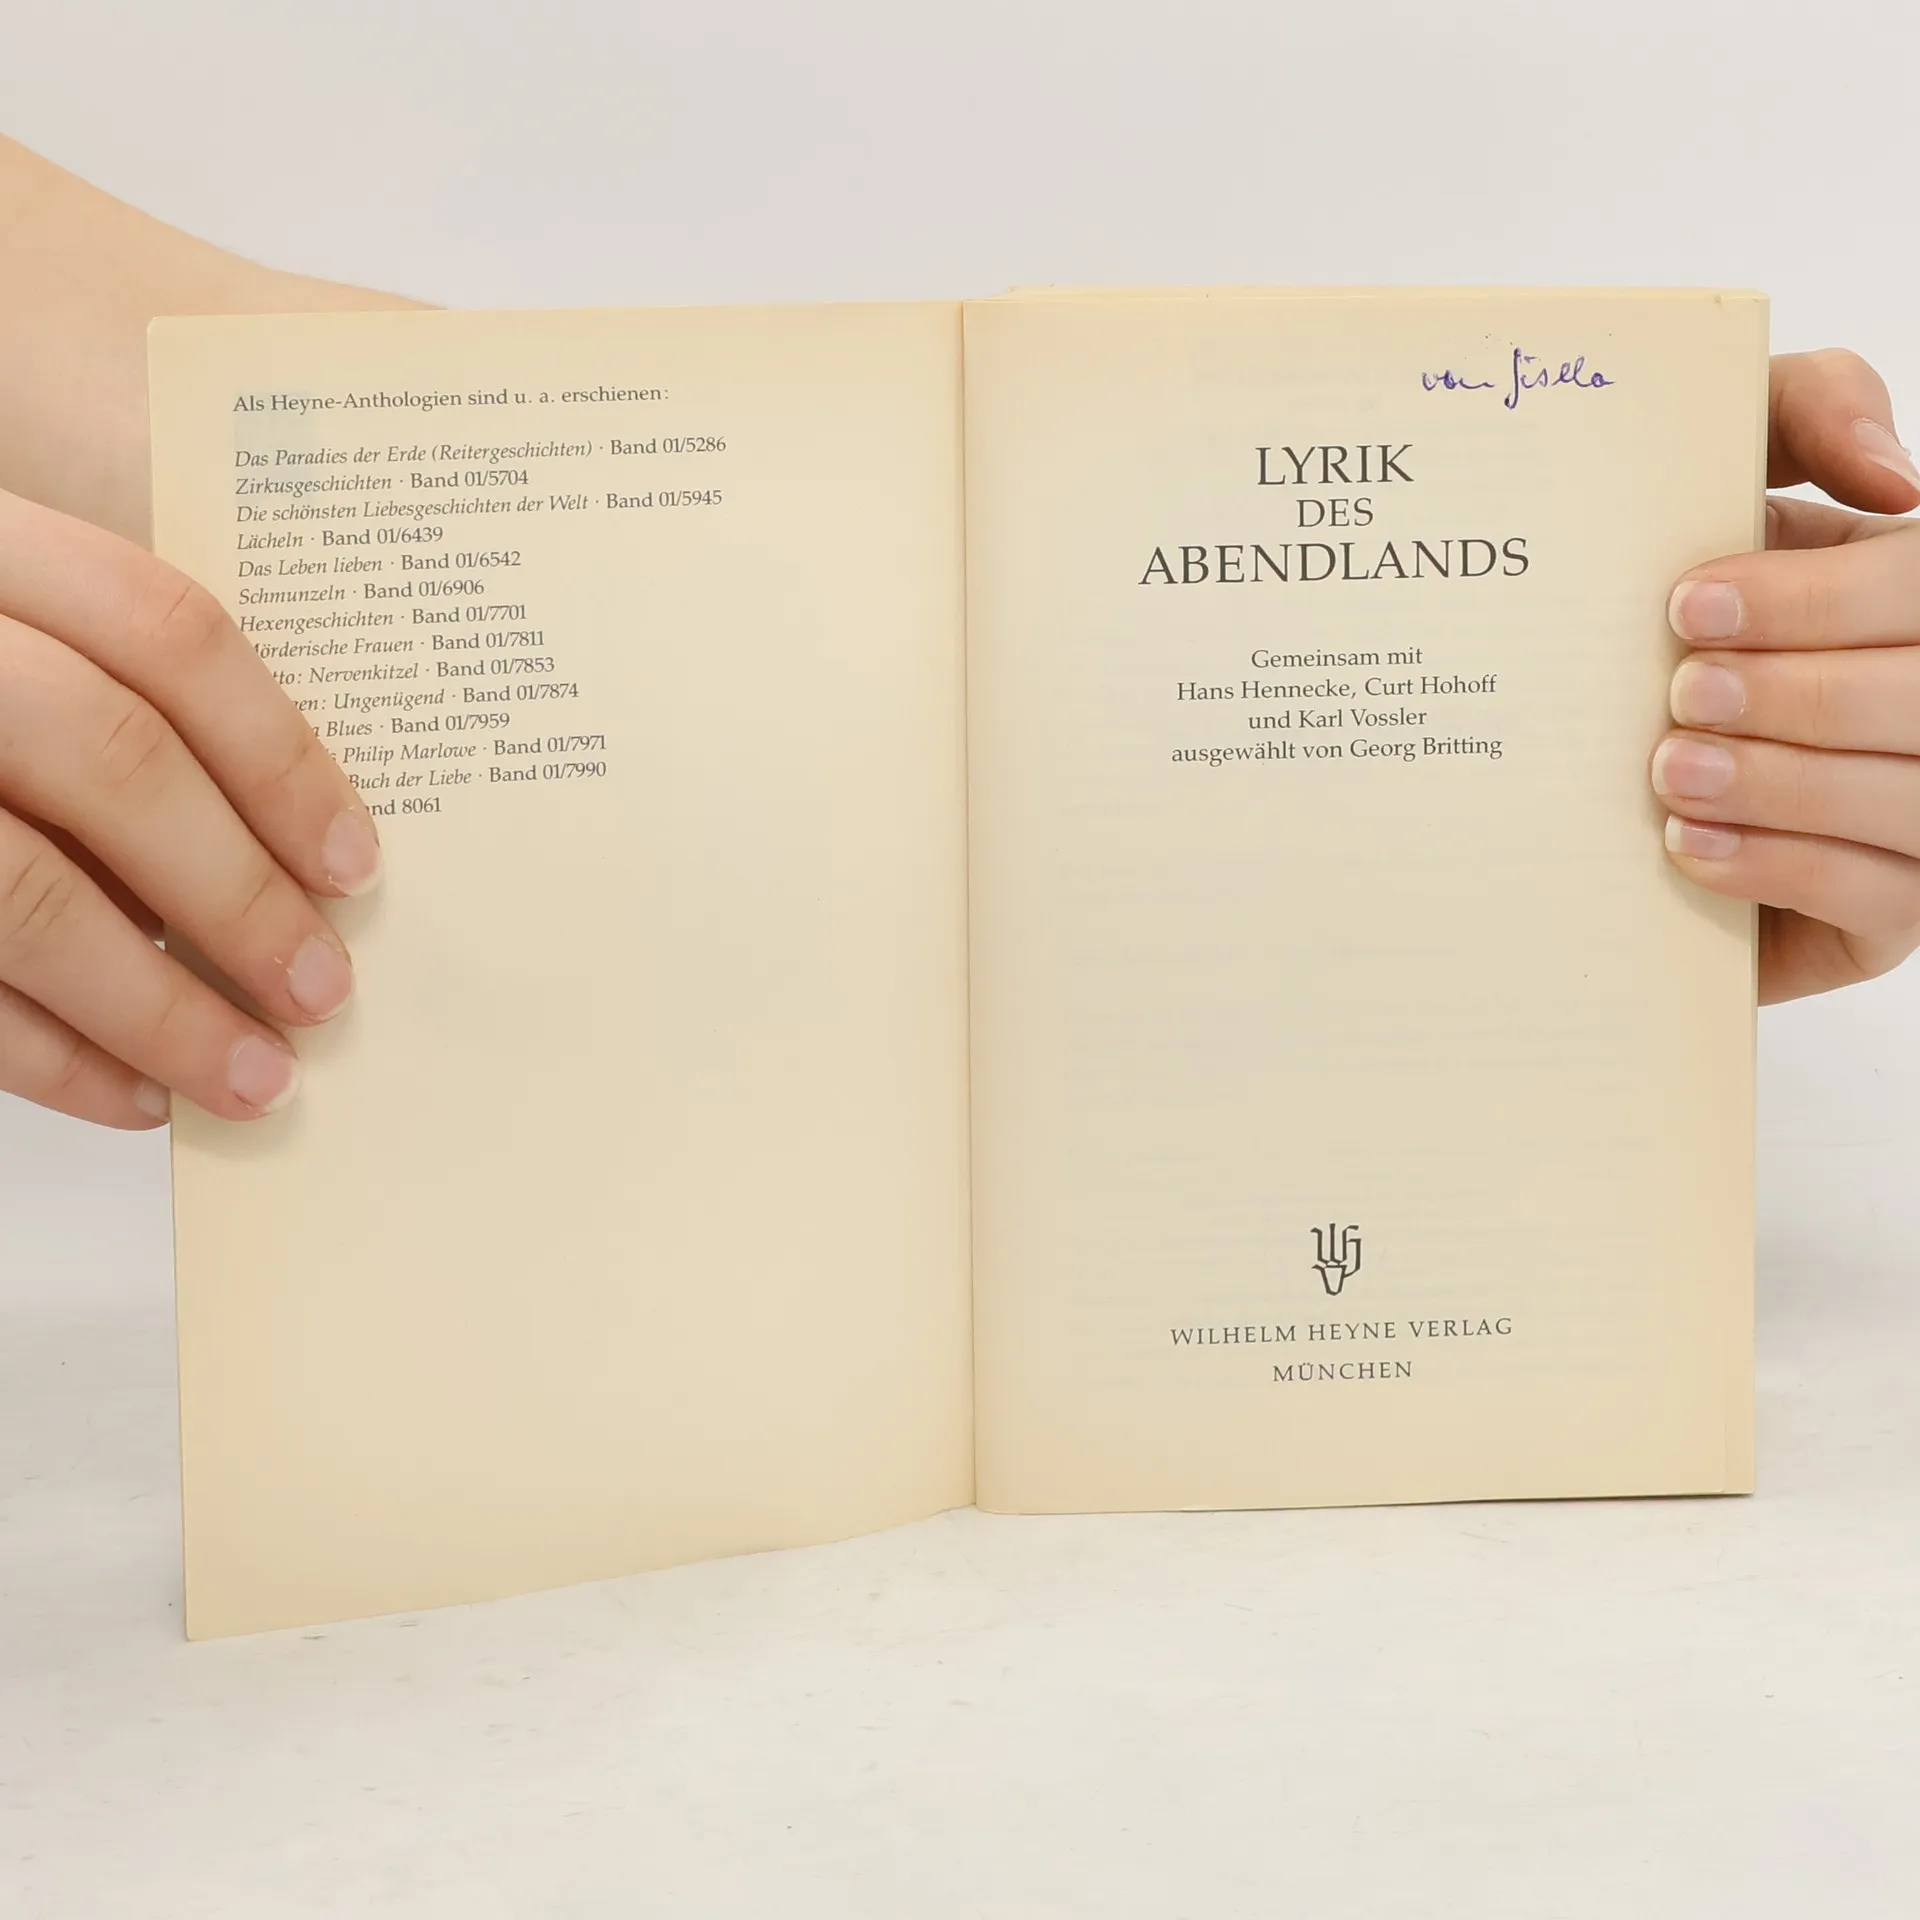 Als Heyne-Anthologien sind u. a. erschienen:
Das Paradies der Erde (Reitergeschichten) · Band 01/5286
Zirkusgeschichten · Band 01/5704
Die schönsten Liebesgeschichten der Welt · Band 01/5945
Lächeln · Band 01/6439
Das Leben lieben · Band 01/6542
Schmunzeln · Band 01/6906
Hexengeschichten · Band 01/7701
Mörderische Frauen · Band 01/7811
: Nervenkitzel · Band 01/7853
: Ungenügend · Band 01/7874
Blues · Band 01/7959
Philip Marlowe · Band 01/7971
Buch der Liebe · Band 01/7990
8061
von Gisela
LYRIK
DES
ABENDLANDS
Gemeinsam mit
Hans Hennecke, Curt Hohoff
und Karl Vossler
ausgewählt von Georg Britting
WILHELM HEYNE VERLAG
MÜNCHEN